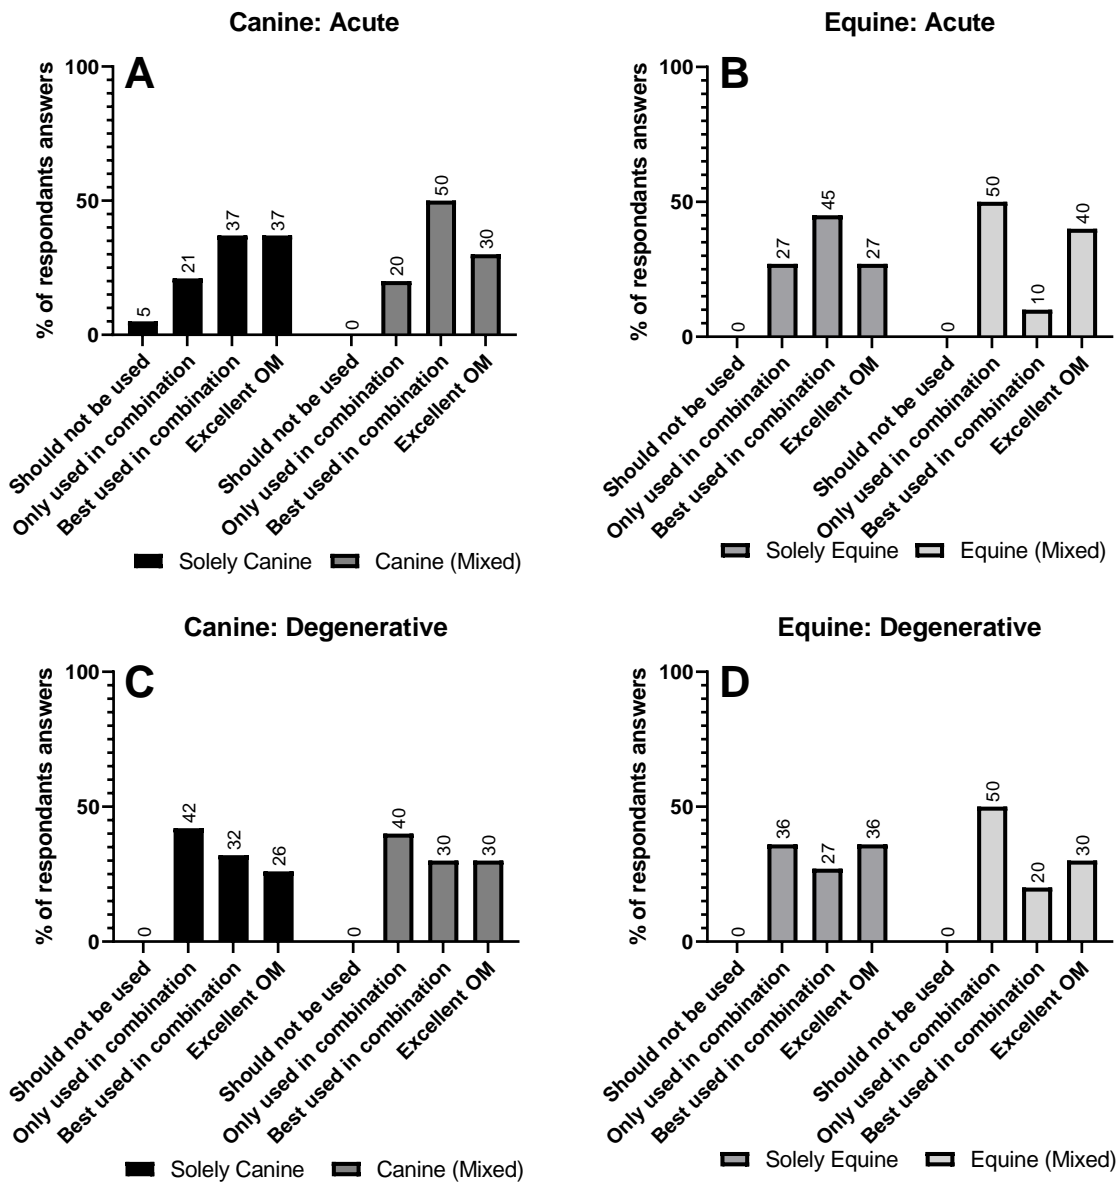 Canine: Acute
A
% of respondants answers
100
50
0
5
21
37
37
0
20
50
30
Should not be used
Only used in combination
Best used in combination
Excellent OM
Should not be used
Only used in combination
Best used in combination
Excellent OM
Solely Canine
Canine (Mixed)
Equine: Acute
B
% of respondants answers
100
50
0
0
27
45
27
0
50
10
40
Should not be used
Only used in combination
Best used in combination
Excellent OM
Should not be used
Only used in combination
Best used in combination
Excellent OM
Solely Equine
Equine (Mixed)
Canine: Degenerative
C
% of respondants answers
100
50
0
0
42
32
26
0
40
30
30
Should not be used
Only used in combination
Best used in combination
Excellent OM
Should not be used
Only used in combination
Best used in combination
Excellent OM
Solely Canine
Canine (Mixed)
Equine: Degenerative
D
% of respondants answers
100
50
0
0
36
27
36
0
50
20
30
Should not be used
Only used in combination
Best used in combination
Excellent OM
Should not be used
Only used in combination
Best used in combination
Excellent OM
Solely Equine
Equine (Mixed)